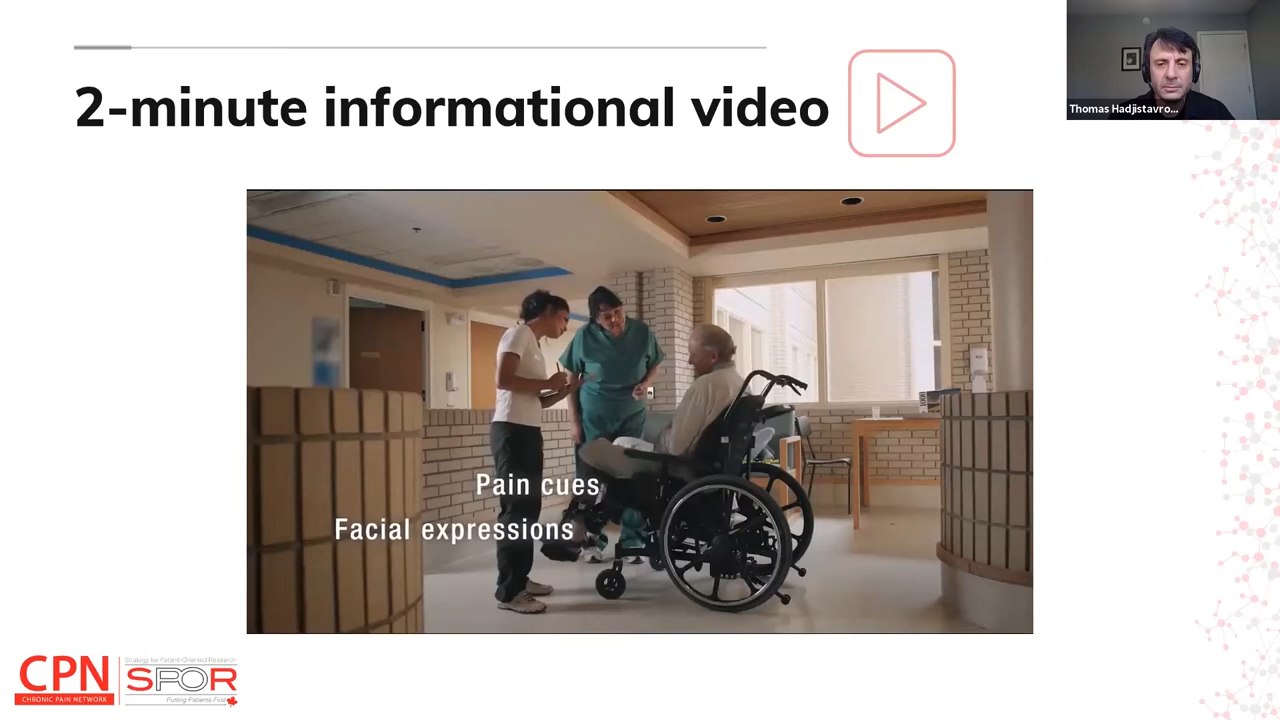 2-minute informational video
Thomas Hadjistavro...
Pain cues
Facial expressions
CPN
CHRONIC PAIN NETWORK
Strategy for Patient-Oriented Research
SPOR
Putting Patients First